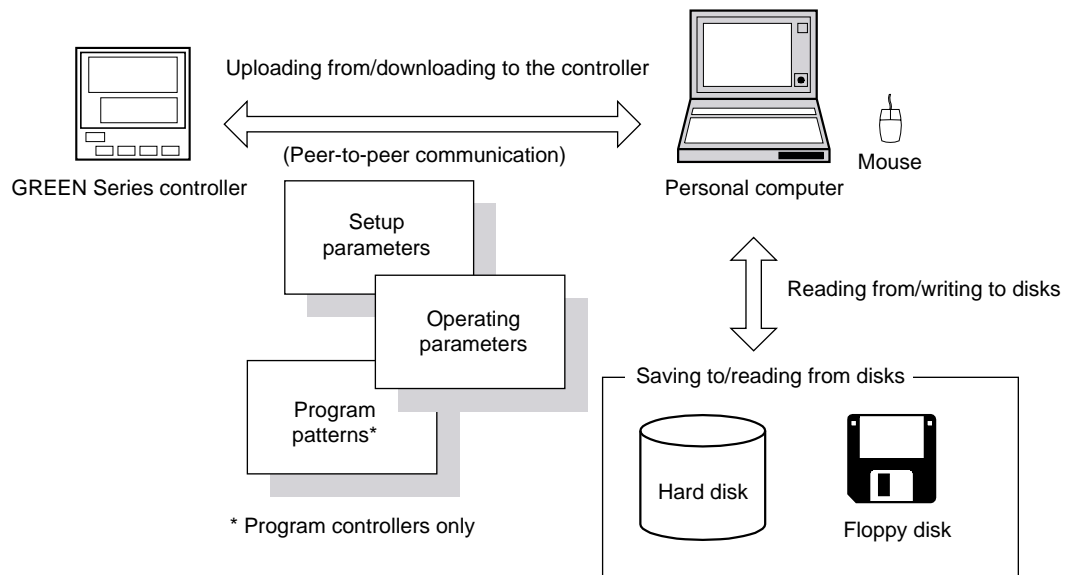 Uploading from/downloading to the controller
(Peer-to-peer communication)
Mouse
GREEN Series controller
Personal computer
Setup
parameters
Operating
parameters
Program
patterns*
* Program controllers only
Reading from/writing to disks
Saving to/reading from disks
Hard disk
Floppy disk